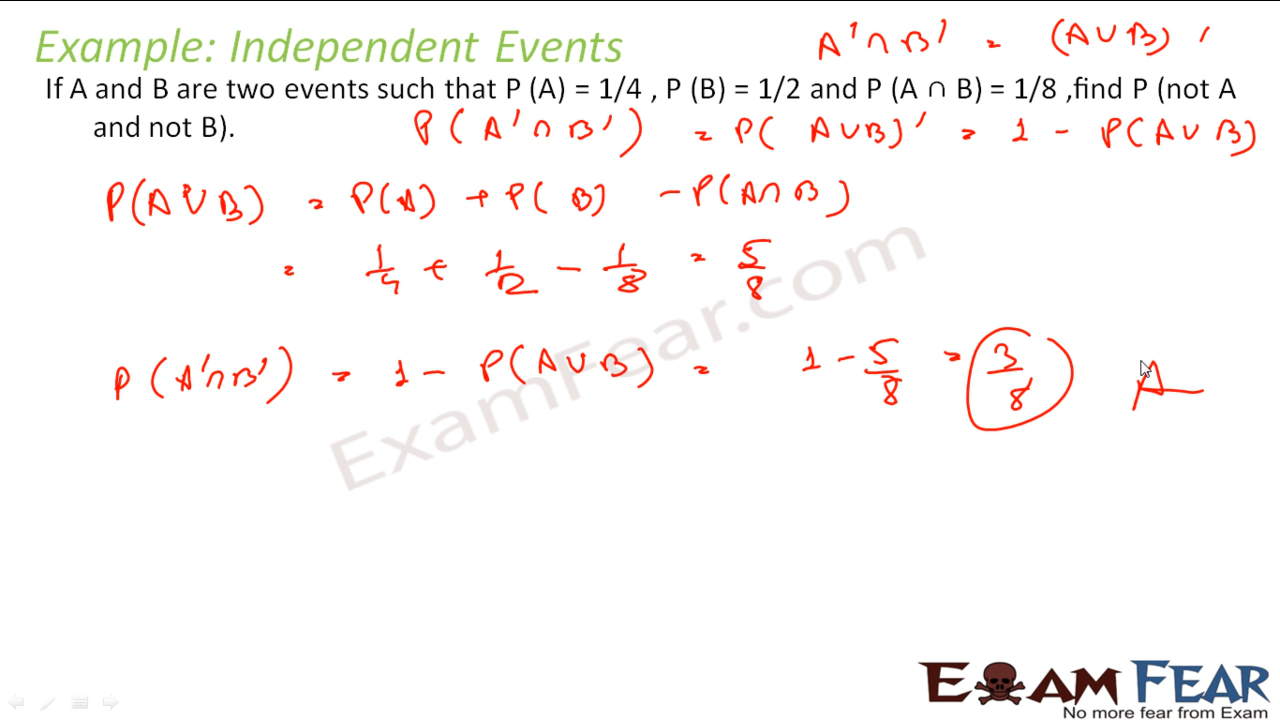 Example: Independent Events
A' ∩ B' = (A ∪ B) '
If A and B are two events such that P (A) = 1/4 , P (B) = 1/2 and P (A ∩ B) = 1/8 ,find P (not A
and not B).
P ( A' ∩ B' ) = P( A ∪ B)' = 1 - P(A ∪ B)
P(A ∪ B) = P(A) + P( B) - P(A ∩ B)
= 1/4 + 1/2 - 1/8 = 5/8
P (A' ∩ B') = 1 - P(A ∪ B) = 1 - 5/8 = 3/8 A
ExamFear.com
EXAM FEAR
No more fear from Exam